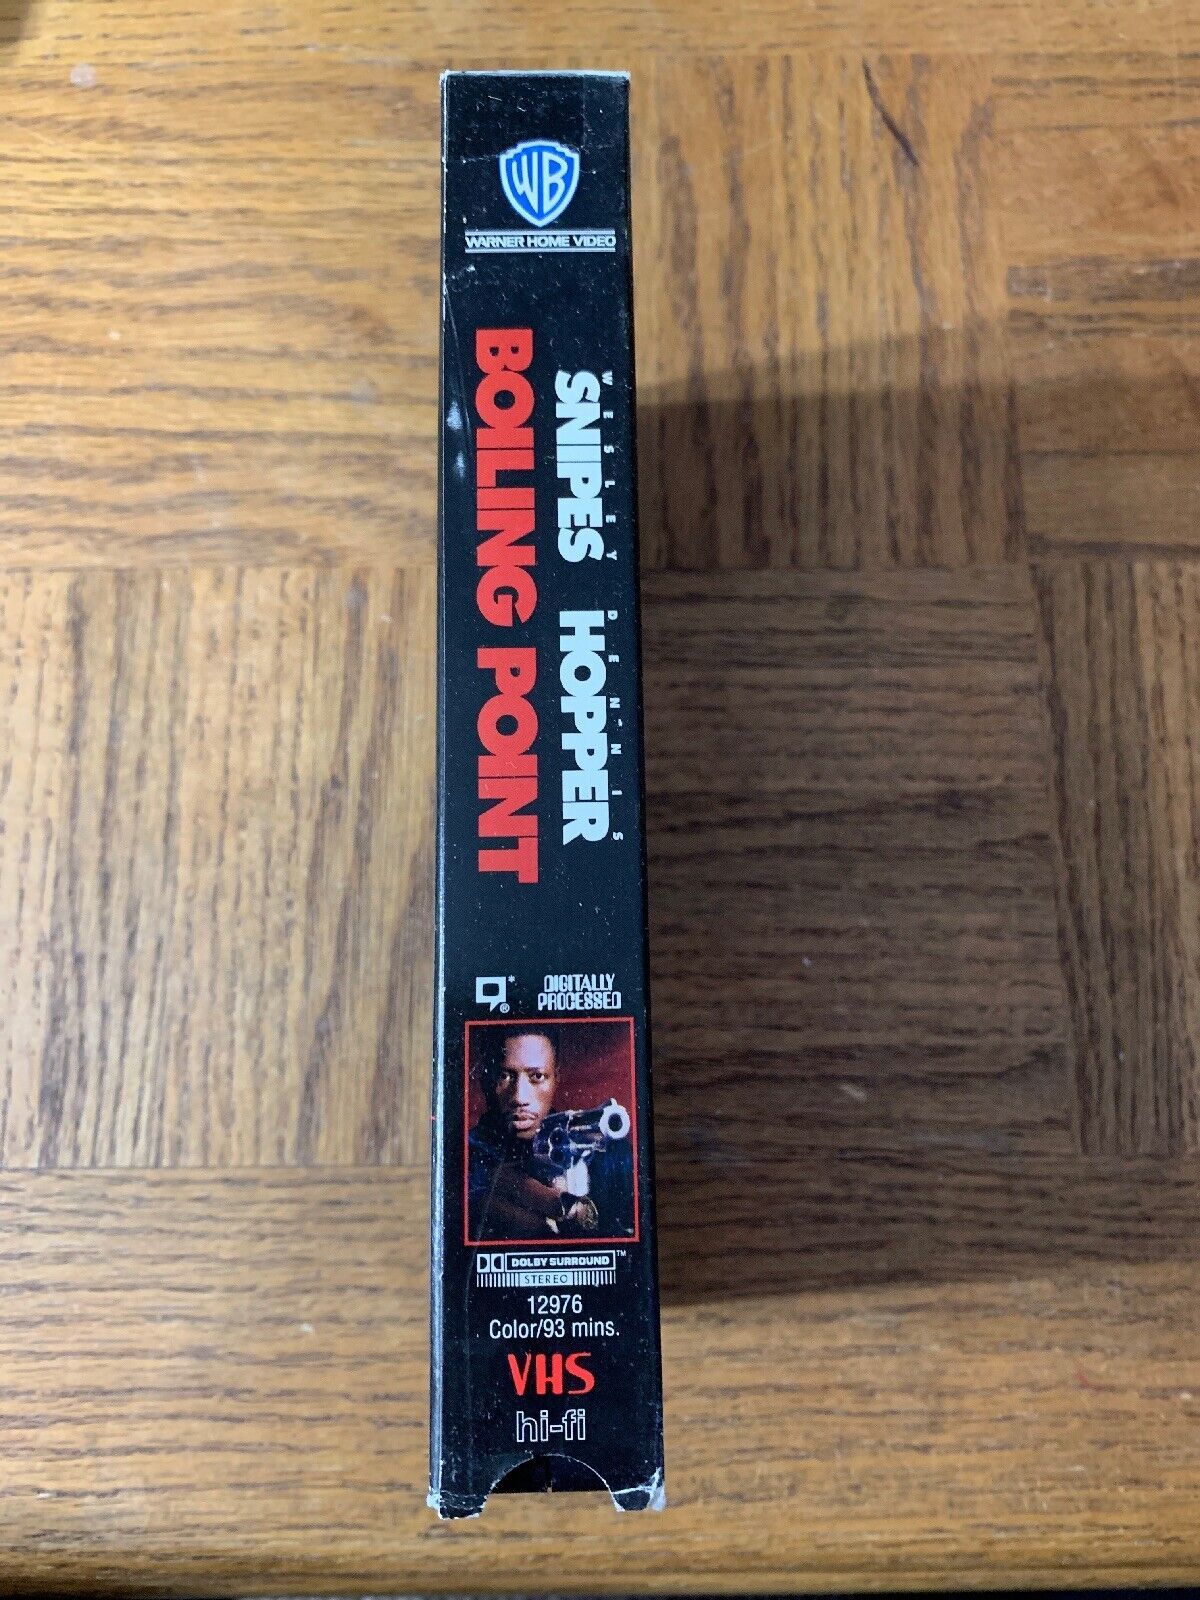 WB
WARNER HOME VIDEO
WESLEY DENNIS
SNIPES HOPPER
BOILING POINT
* ®
DIGITALLY
PROCESSED
DOLBY SURROUND ™
STEREO
12976
Color/93 mins.
VHS
hi-fi